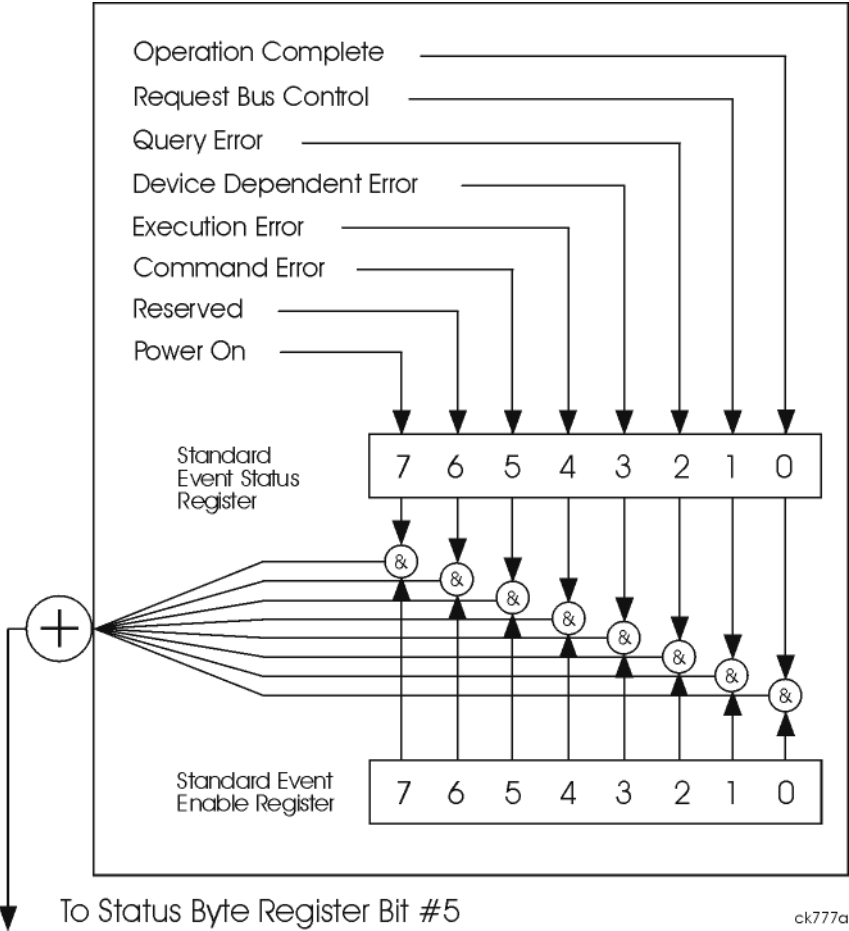 Operation Complete
Request Bus Control
Query Error
Device Dependent Error
Execution Error
Command Error
Reserved
Power On
Standard
Event Status
Register
7 6 5 4 3 2 1 0
&
&
&
&
&
&
&
&
+
Standard Event
Enable Register
7 6 5 4 3 2 1 0
To Status Byte Register Bit #5
ck777a